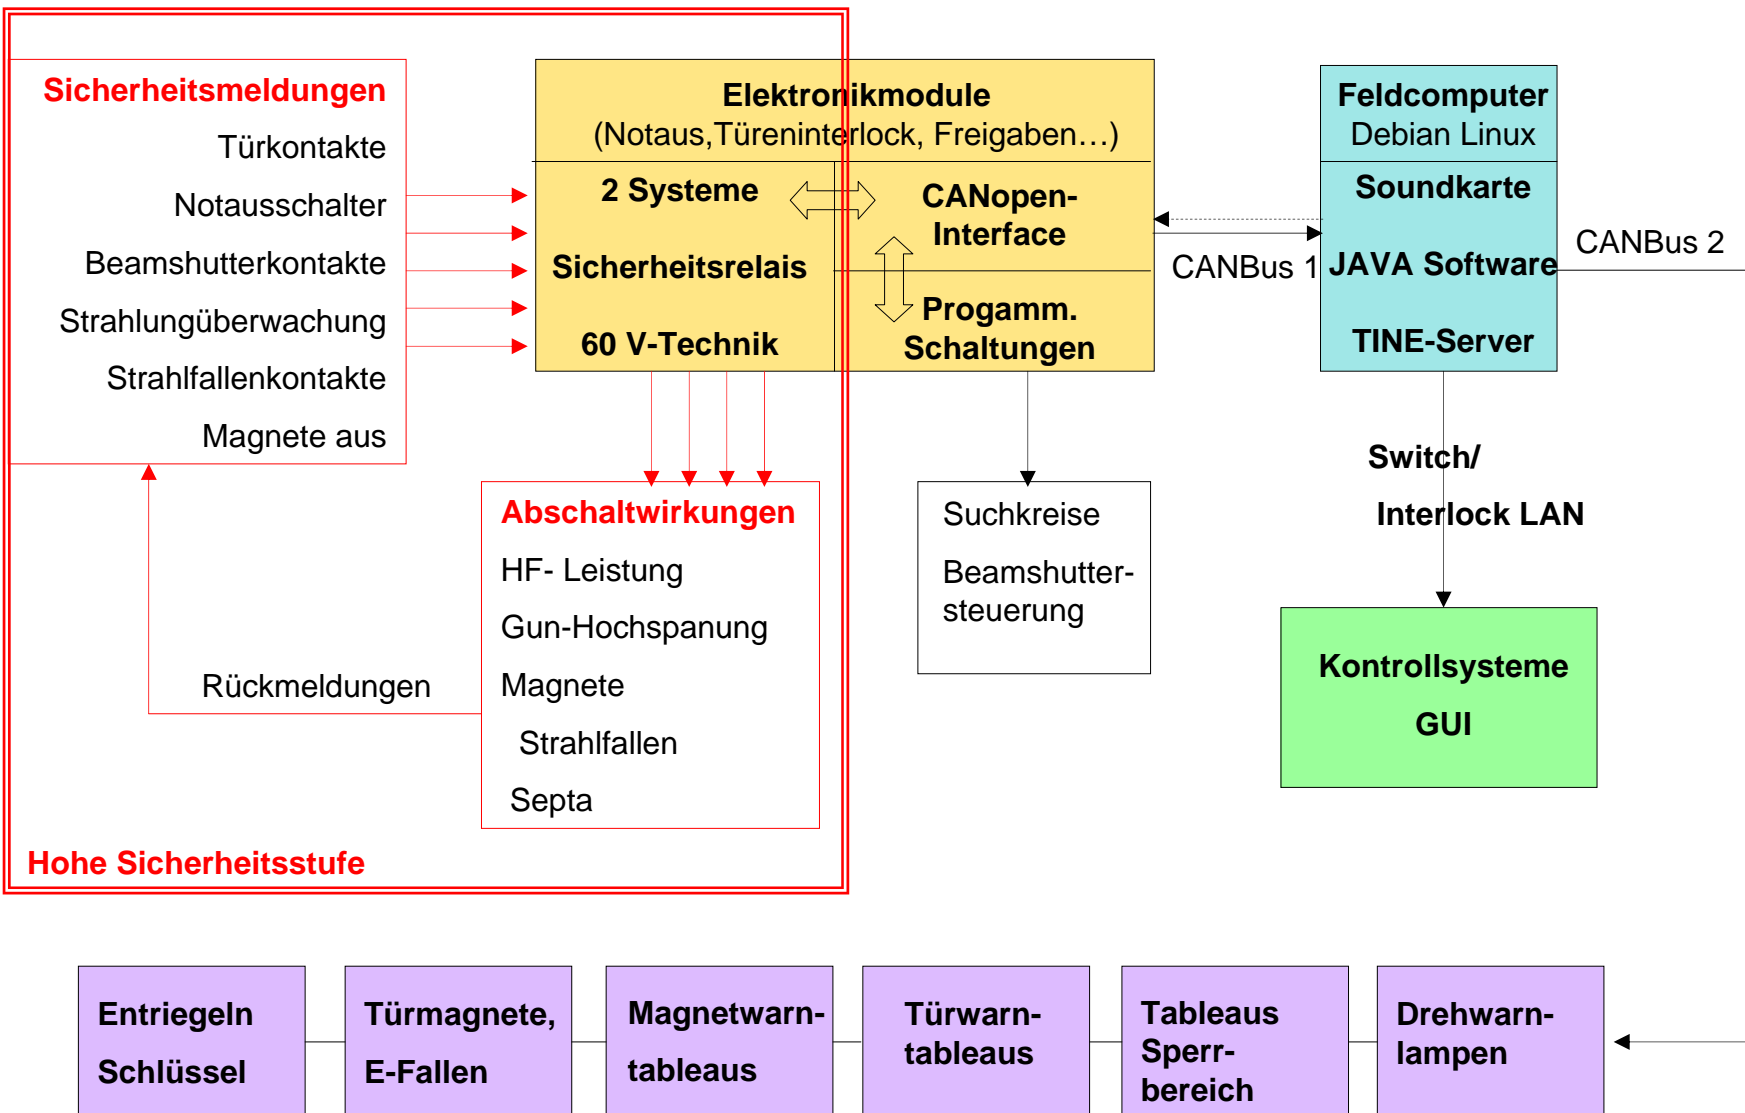 Sicherheitsmeldungen
Türkontakte
Notausschalter
Beamshutterkontakte
Strahlungüberwachung
Strahlfallenkontakte
Magnete aus
Elektronikmodule
(Notaus,Türeninterlock, Freigaben…)
2 Systeme
Sicherheitsrelais
60 V-Technik
CANopen-
Interface
Progamm.
Schaltungen
CANBus 1
Feldcomputer
Debian Linux
Soundkarte
JAVA Software
TINE-Server
CANBus 2
Switch/
Interlock LAN
Abschaltwirkungen
HF- Leistung
Gun-Hochspanung
Magnete
Strahlfallen
Septa
Rückmeldungen
Suchkreise
Beamshutter-
steuerung
Kontrollsysteme
GUI
Hohe Sicherheitsstufe
Entriegeln
Schlüssel
Türmagnete,
E-Fallen
Magnetwarn-
tableaus
Türwarn-
tableaus
Tableaus
Sperr-
bereich
Drehwarn-
lampen